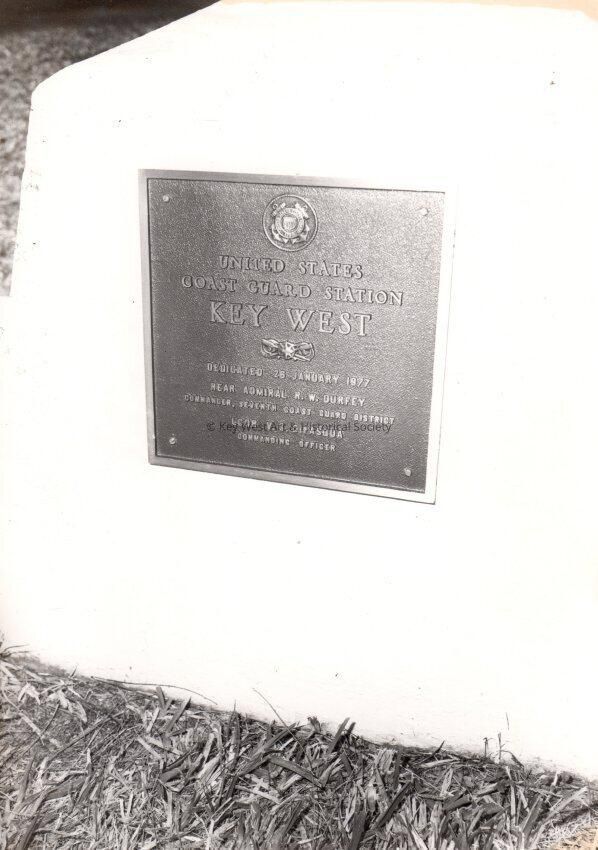 UNITED STATES
COAST GUARD STATION
KEY WEST
DEDICATED 28 JANUARY 1977
REAR ADMIRAL R. W. DURFEY
COMMANDER, SEVENTH COAST GUARD DISTRICT
© Key West Art & Historical Society
COMMANDING OFFICER